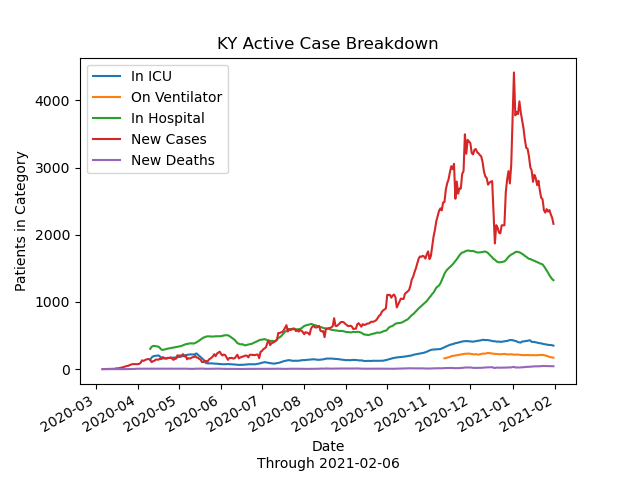 KY Active Case Breakdown
In ICU
On Ventilator
In Hospital
New Cases
New Deaths
Patients in Category
4000
3000
2000
1000
0
2020-03
2020-04
2020-05
2020-06
2020-07
2020-08
2020-09
2020-10
2020-11
2020-12
2021-01
2021-02
Date
Through 2021-02-06